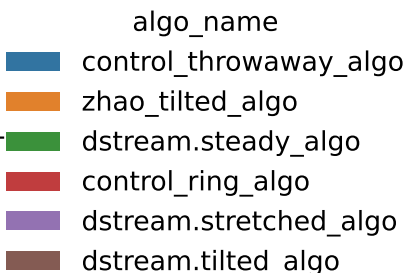 algo_name
control_throwaway_algo
zhao_tilted_algo
dstream.steady_algo
control_ring_algo
dstream.stretched_algo
dstream.tilted_algo